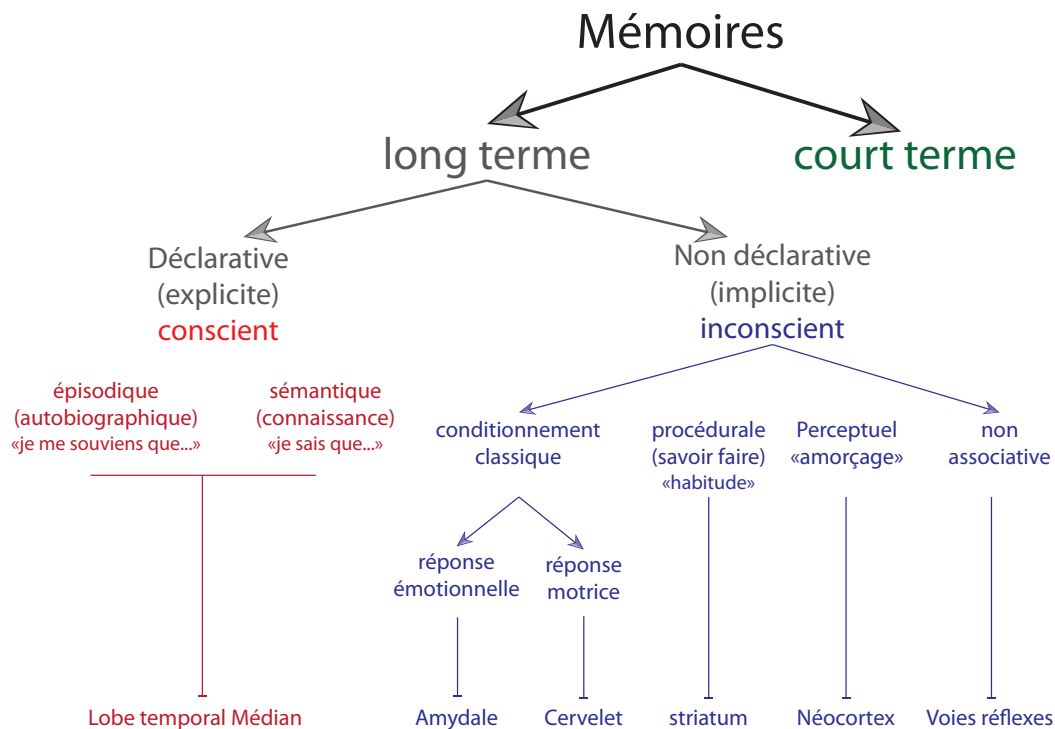 Mémoires
long terme
court terme
Déclarative
(explicite)
conscient
Non déclarative
(implicite)
inconscient
épisodique
(autobiographique)
«je me souviens que...»
sémantique
(connaissance)
«je sais que...»
conditionnement
classique
procédurale
(savoir faire)
«habitude»
Perceptuel
«amorçage»
non
associative
réponse
émotionnelle
réponse
motrice
Lobe temporal Médian
Amydale
Cervelet
striatum
Néocortex
Voies réflexes